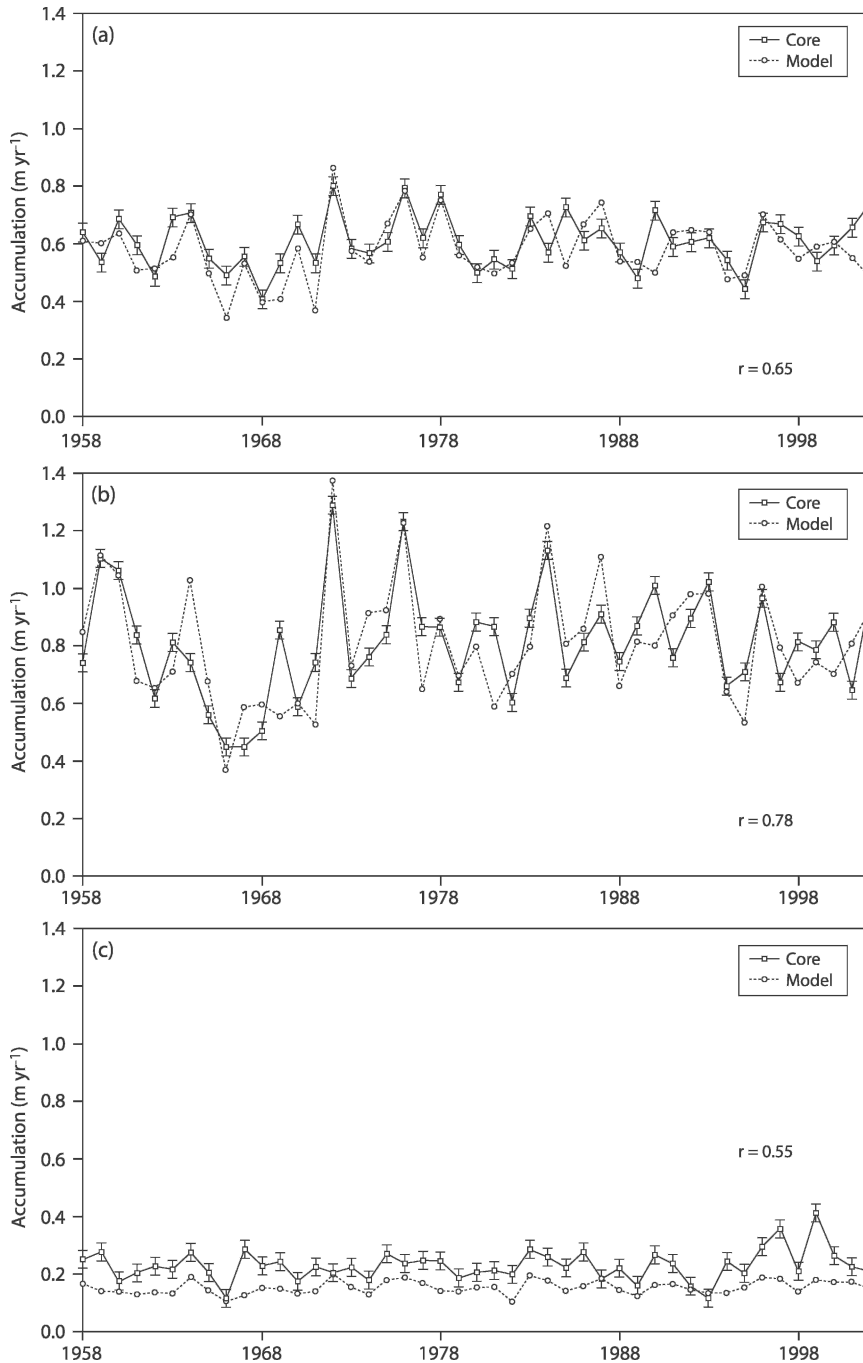 (a)
Core
Model
Accumulation (m yr⁻¹)
1.4
1.2
1.0
0.8
0.6
0.4
0.2
0.0
r = 0.65
1958
1968
1978
1988
1998
(b)
Core
Model
Accumulation (m yr⁻¹)
1.4
1.2
1.0
0.8
0.6
0.4
0.2
0.0
r = 0.78
1958
1968
1978
1988
1998
(c)
Core
Model
Accumulation (m yr⁻¹)
1.4
1.2
1.0
0.8
0.6
0.4
0.2
0.0
r = 0.55
1958
1968
1978
1988
1998